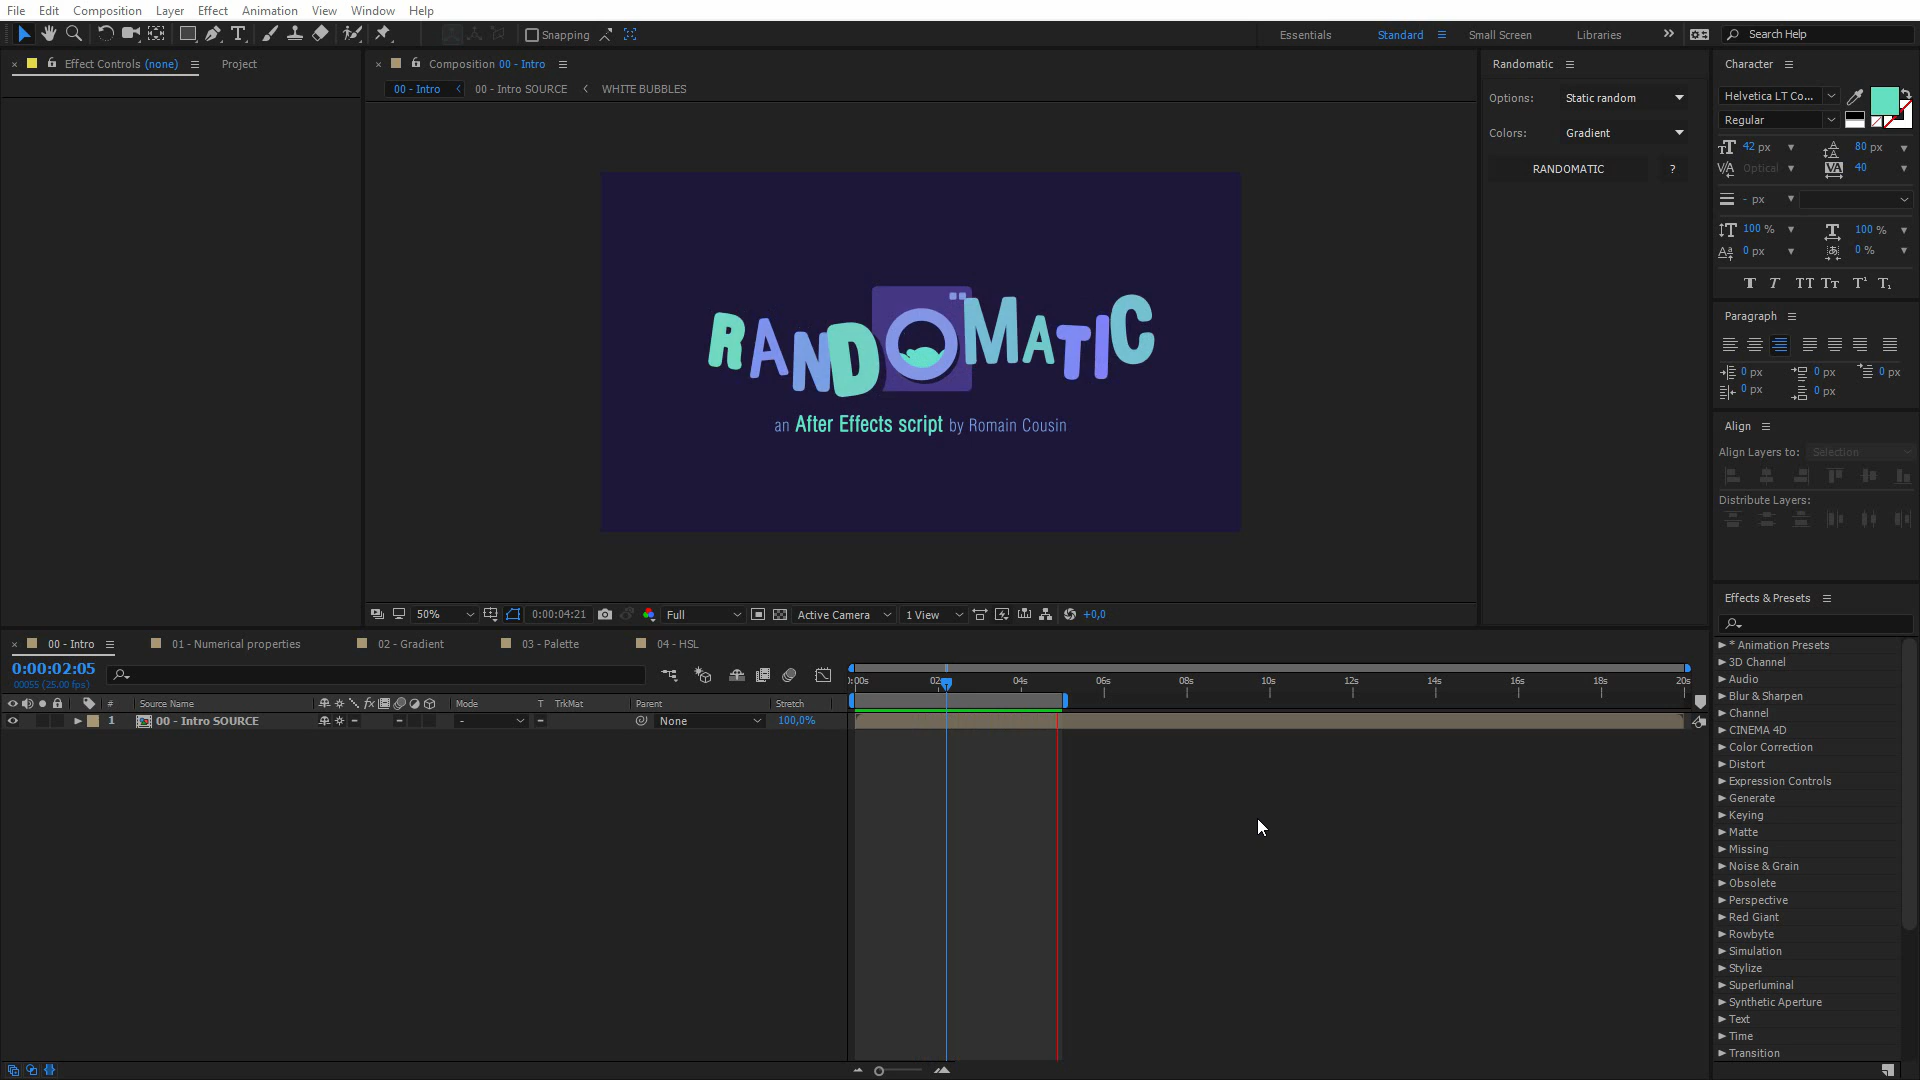 File Edit Composition Layer Effect Animation View Window Help
Snapping
Essentials Standard Small Screen Libraries Search Help
Effect Controls (none) Project
Composition 00 - Intro
00 - Intro 00 - Intro SOURCE WHITE BUBBLES
RANDOMATIC
an After Effects script by Romain Cousin
50% 0:00:04:21 Full Active Camera 1 View +0,0
Randomatic
Options: Static random
Colors: Gradient
RANDOMATIC ?
Character
Helvetica LT Co...
Regular
42 px 80 px
Optical 40
- px
100 % 100 %
0 px 0 %
Paragraph
0 px 0 px 0 px
0 px 0 px
Align
Align Layers to: Selection
Distribute Layers:
Effects & Presets
* Animation Presets
3D Channel
Audio
Blur & Sharpen
Channel
CINEMA 4D
Color Correction
Distort
Expression Controls
Generate
Keying
Matte
Missing
Noise & Grain
Obsolete
Perspective
Red Giant
Rowbyte
Simulation
Stylize
Superluminal
Synthetic Aperture
Text
Time
Transition
00 - Intro 01 - Numerical properties 02 - Gradient 03 - Palette 04 - HSL
0:00:02:05
00055 (25.00 fps)
# Source Name Mode T TrkMat Parent Stretch
1 00 - Intro SOURCE - None 100,0%
):00s 02s 04s 06s 08s 10s 12s 14s 16s 18s 20s